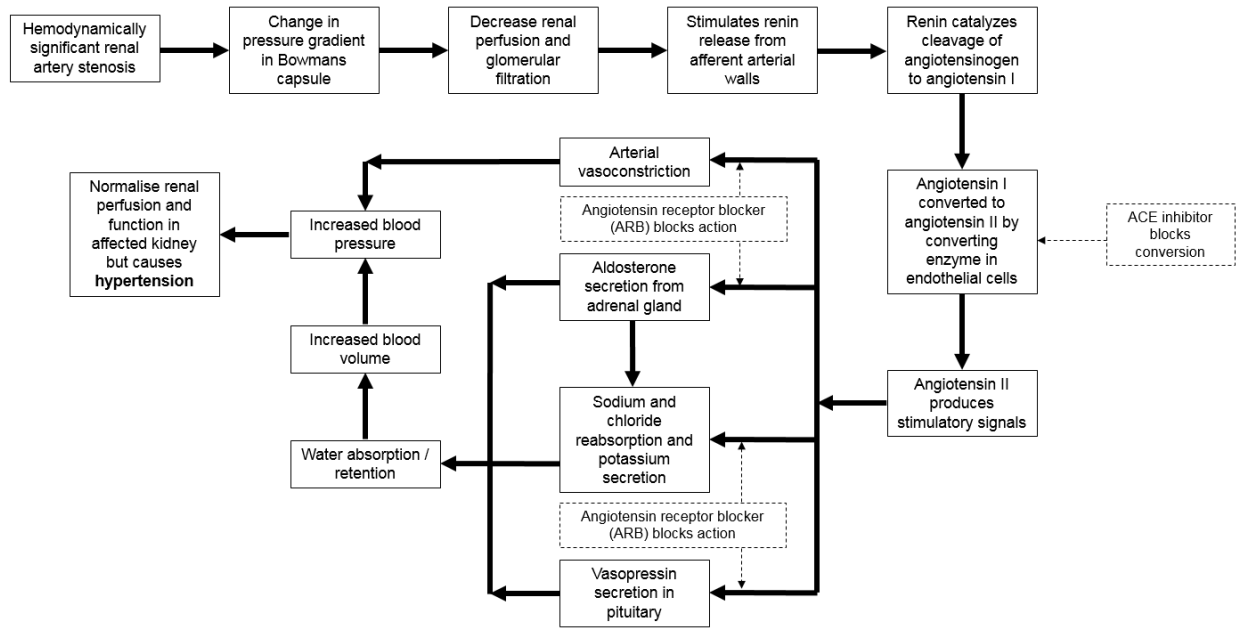 Hemodynamically
significant renal
artery stenosis
Change in
pressure gradient
in Bowmans
capsule
Decrease renal
perfusion and
glomerular
filtration
Stimulates renin
release from
afferent arterial
walls
Renin catalyzes
cleavage of
angiotensinogen
to angiotensin I
Angiotensin I
converted to
angiotensin II by
converting
enzyme in
endothelial cells
ACE inhibitor
blocks
conversion
Angiotensin II
produces
stimulatory signals
Arterial
vasoconstriction
Angiotensin receptor blocker
(ARB) blocks action
Aldosterone
secretion from
adrenal gland
Sodium and
chloride
reabsorption and
potassium
secretion
Angiotensin receptor blocker
(ARB) blocks action
Vasopressin
secretion in
pituitary
Water absorption /
retention
Increased blood
volume
Increased blood
pressure
Normalise renal
perfusion and
function in
affected kidney
but causes
hypertension